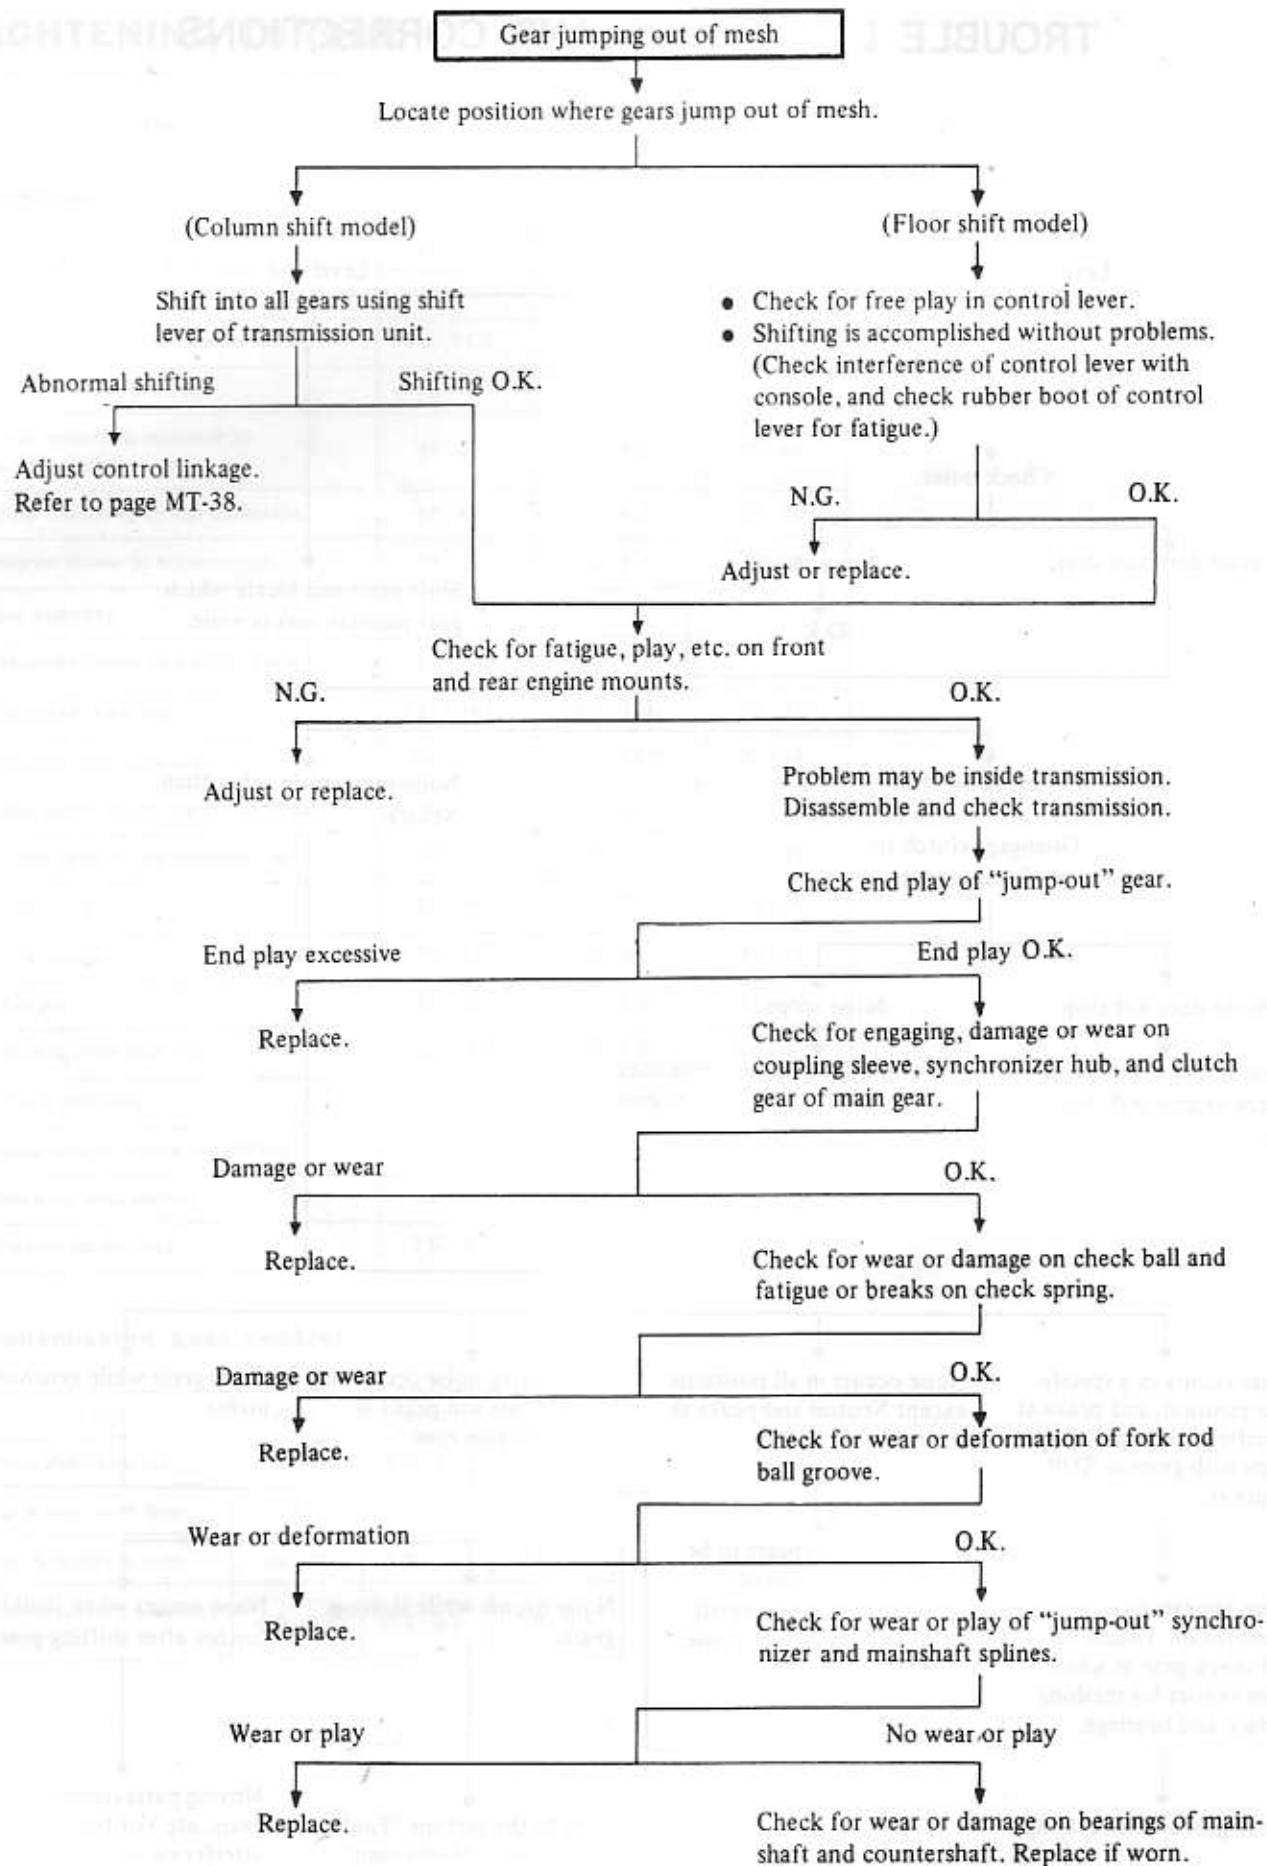 Gear jumping out of mesh
Locate position where gears jump out of mesh.
(Column shift model)
(Floor shift model)
Shift into all gears using shift
lever of transmission unit.
• Check for free play in control lever.
• Shifting is accomplished without problems.
(Check interference of control lever with
console, and check rubber boot of control
lever for fatigue.)
Abnormal shifting
Shifting O.K.
Adjust control linkage.
Refer to page MT-38.
N.G.
O.K.
Adjust or replace.
Check for fatigue, play, etc. on front
and rear engine mounts.
N.G.
O.K.
Adjust or replace.
Problem may be inside transmission.
Disassemble and check transmission.
Check end play of “jump-out” gear.
End play excessive
End play O.K.
Replace.
Check for engaging, damage or wear on
coupling sleeve, synchronizer hub, and clutch
gear of main gear.
Damage or wear
O.K.
Replace.
Check for wear or damage on check ball and
fatigue or breaks on check spring.
Damage or wear
O.K.
Replace.
Check for wear or deformation of fork rod
ball groove.
Wear or deformation
O.K.
Replace.
Check for wear or play of “jump-out” synchro-
nizer and mainshaft splines.
Wear or play
No wear or play
Replace.
Check for wear or damage on bearings of main-
shaft and countershaft. Replace if worn.